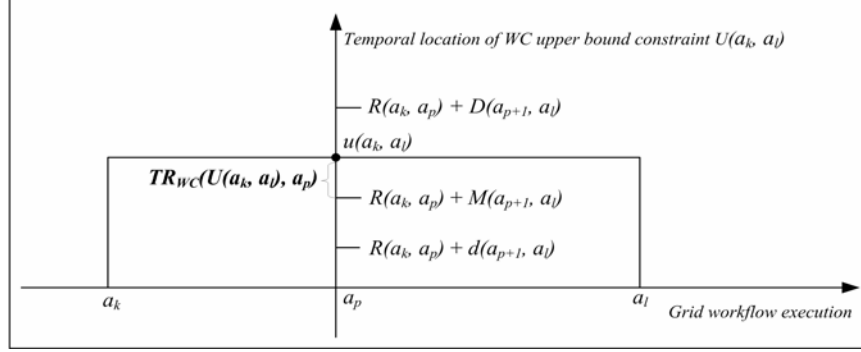 Temporal location of WC upper bound constraint U(aₖ, aₗ)
R(aₖ, aₚ) + D(aₚ₊₁, aₗ)
u(aₖ, aₗ)
TR_WC(U(aₖ, aₗ), aₚ)
R(aₖ, aₚ) + M(aₚ₊₁, aₗ)
R(aₖ, aₚ) + d(aₚ₊₁, aₗ)
aₖ aₚ aₗ
Grid workflow execution